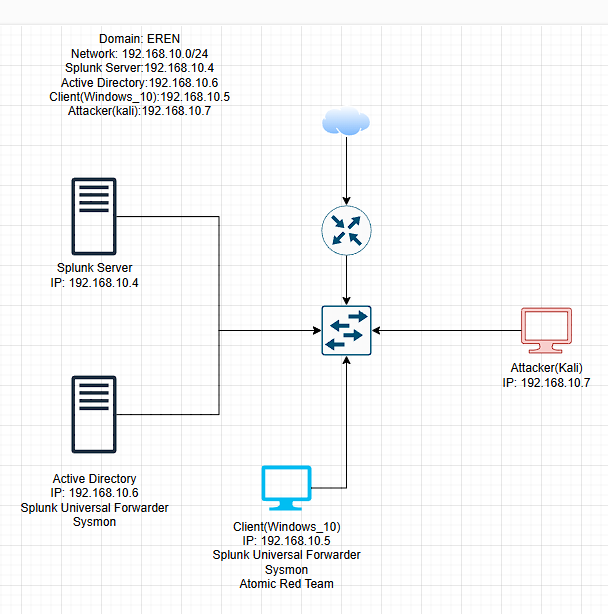 Domain: EREN
Network: 192.168.10.0/24
Splunk Server:192.168.10.4
Active Directory:192.168.10.6
Client(Windows_10):192.168.10.5
Attacker(kali):192.168.10.7
Splunk Server
IP: 192.168.10.4
Attacker(Kali)
IP: 192.168.10.7
Active Directory
IP: 192.168.10.6
Splunk Universal Forwarder
Sysmon
Client(Windows_10)
IP: 192.168.10.5
Splunk Universal Forwarder
Sysmon
Atomic Red Team